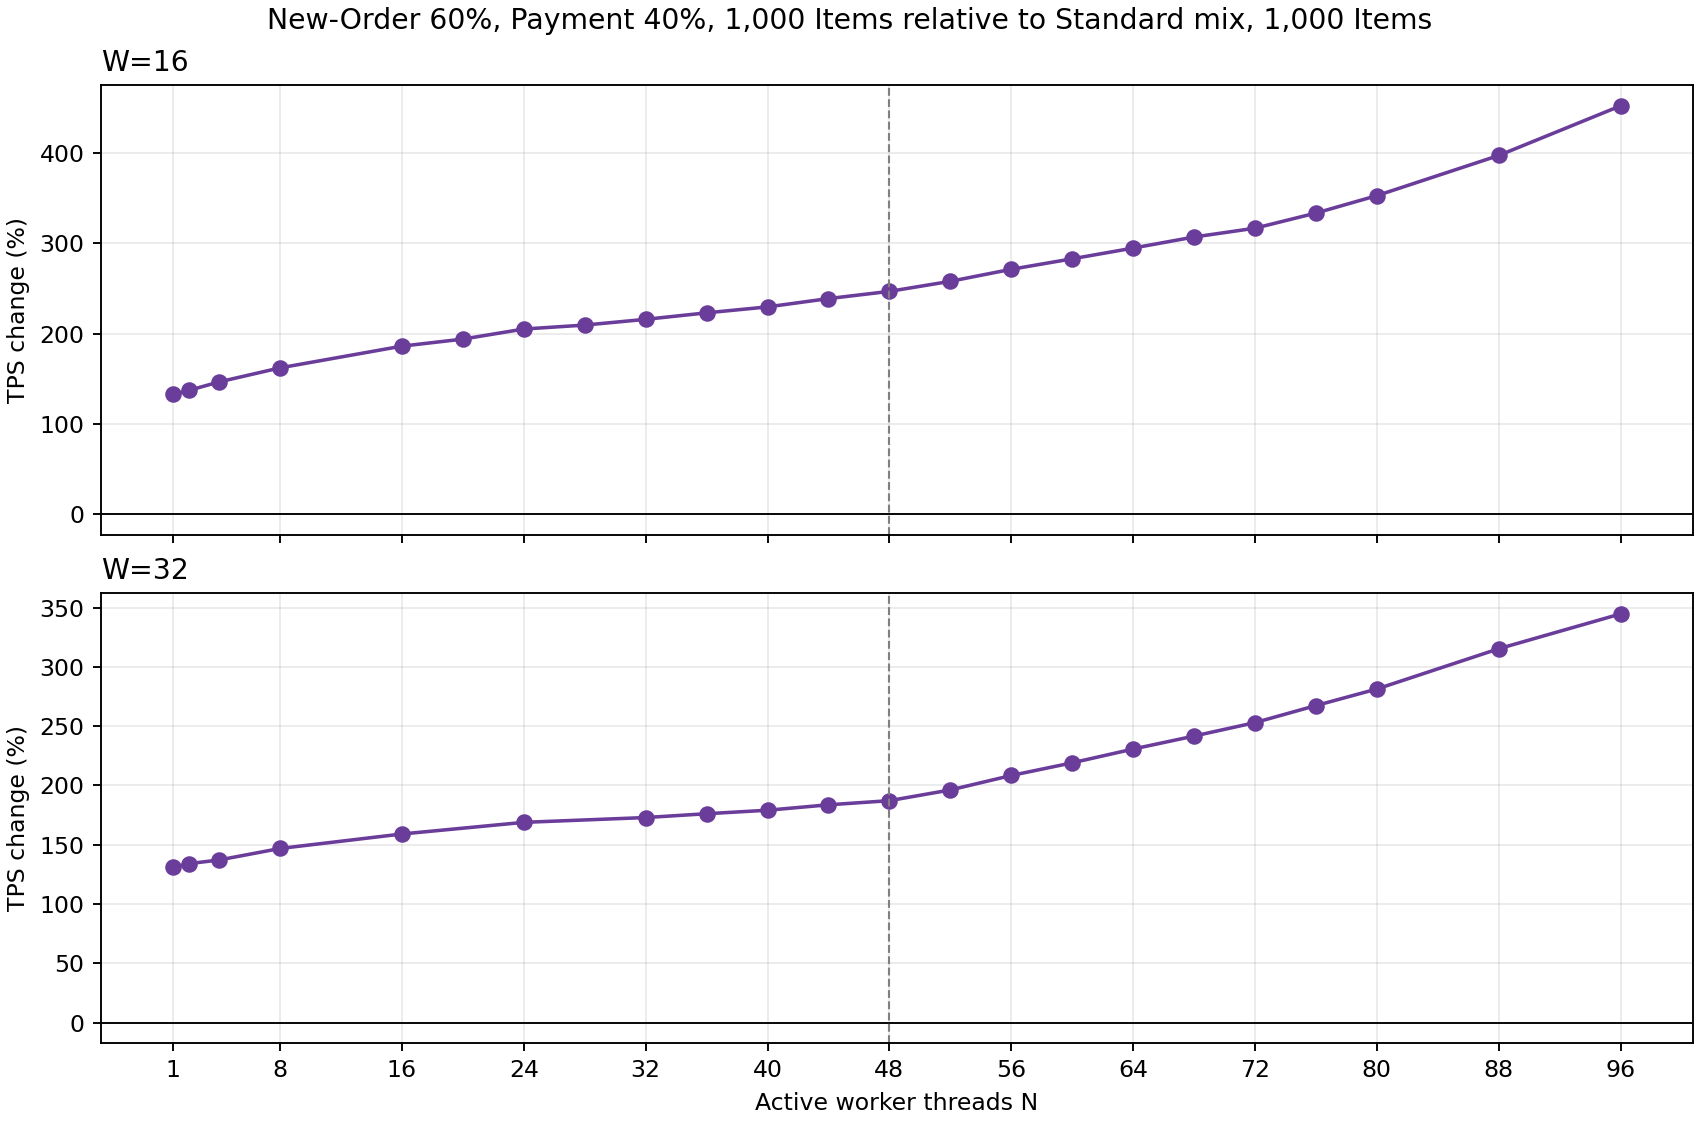 New-Order 60%, Payment 40%, 1,000 Items relative to Standard mix, 1,000 Items
W=16
TPS change (%)
400
300
200
100
0
W=32
TPS change (%)
350
300
250
200
150
100
50
0
1 8 16 24 32 40 48 56 64 72 80 88 96
Active worker threads N